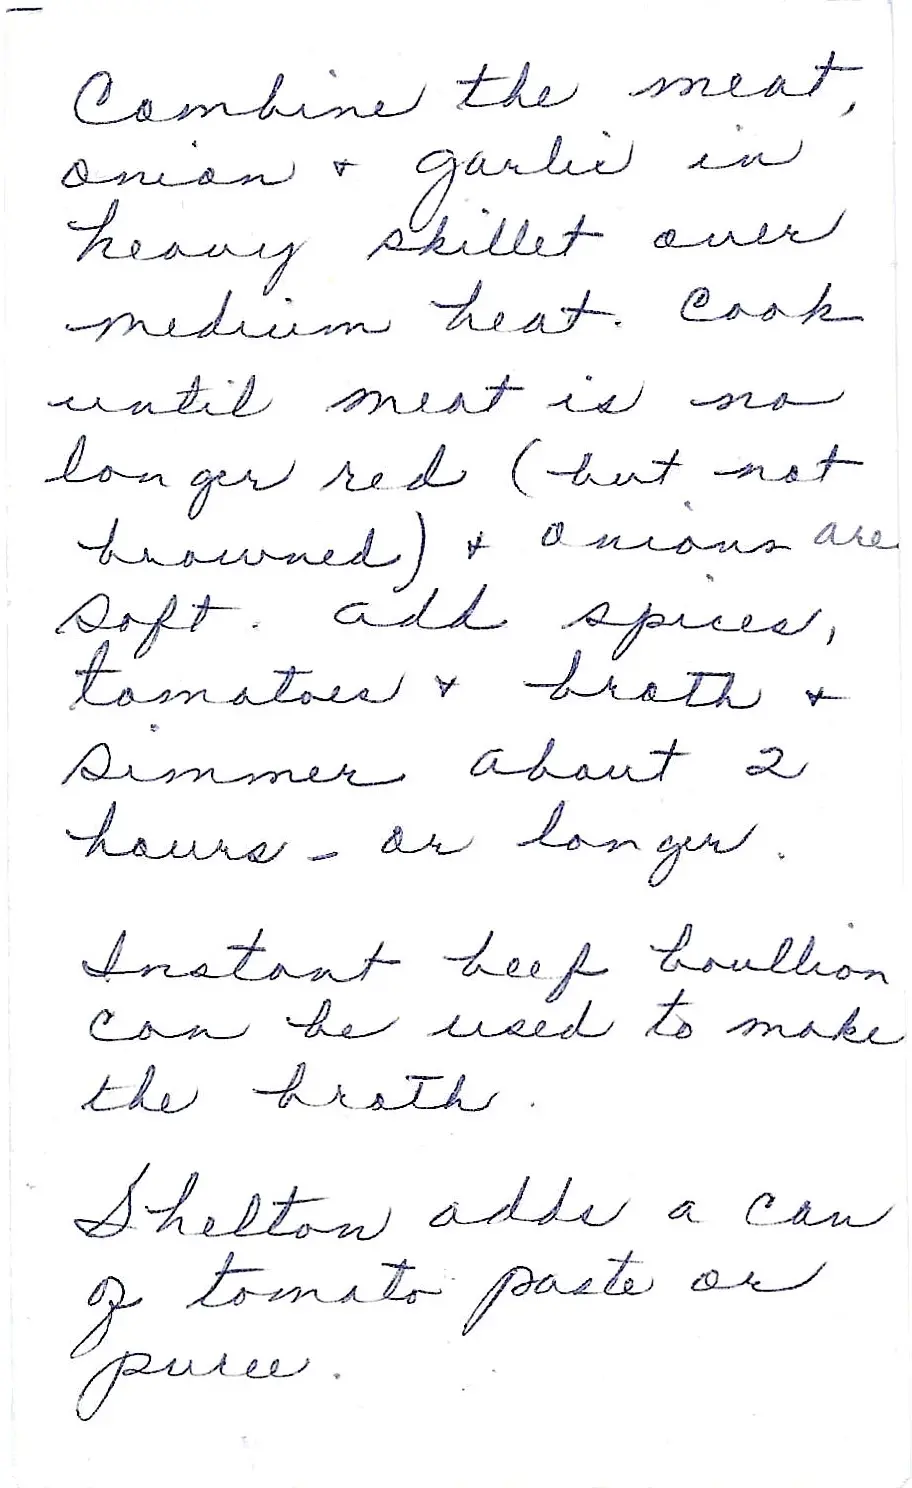 Combine the meat,
onion + garlic in
heavy skillet over
medium heat. Cook
until meat is no
longer red (but not
browned) + onions are
soft. Add spices,
tomatoes + broth +
simmer about 2
hours - or longer.
Instant beef boullion
can be used to make
the broth.
Shelton adds a can
of tomato paste or
puree.